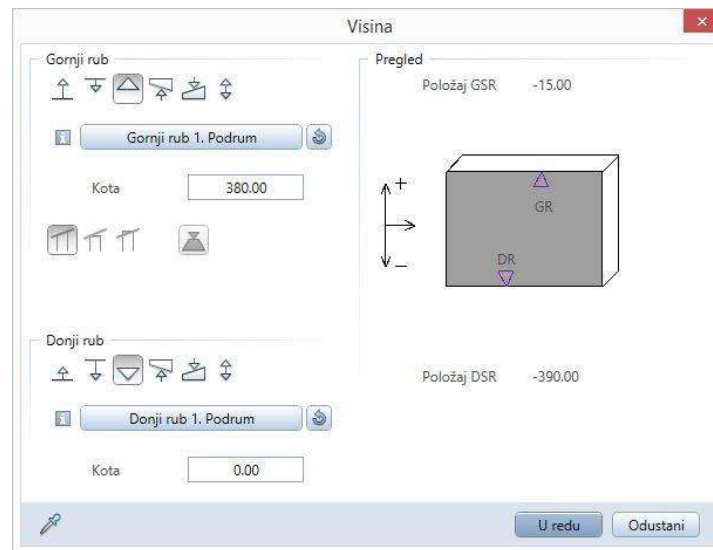 Visina
Gornji rub
Gornji rub 1. Podrum
Kota 380.00
Donji rub
Donji rub 1. Podrum
Kota 0.00
Pregled
Položaj GSR -15.00
GR
DR
Položaj DSR -390.00
U redu Odustani